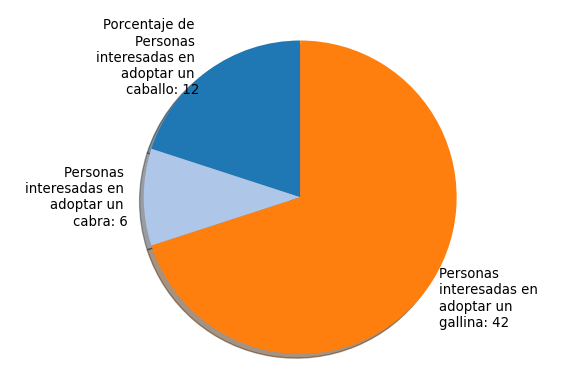 Porcentaje de
Personas
interesadas en
adoptar un
caballo: 12
Personas
interesadas en
adoptar un
cabra: 6
Personas
interesadas en
adoptar un
gallina: 42